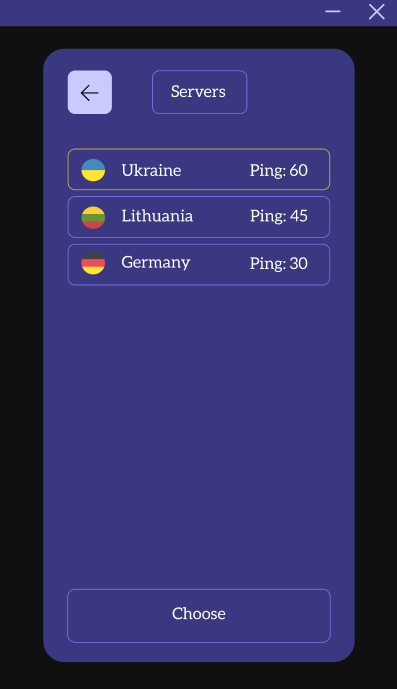 Servers
Ukraine Ping: 60
Lithuania Ping: 45
Germany Ping: 30
Choose